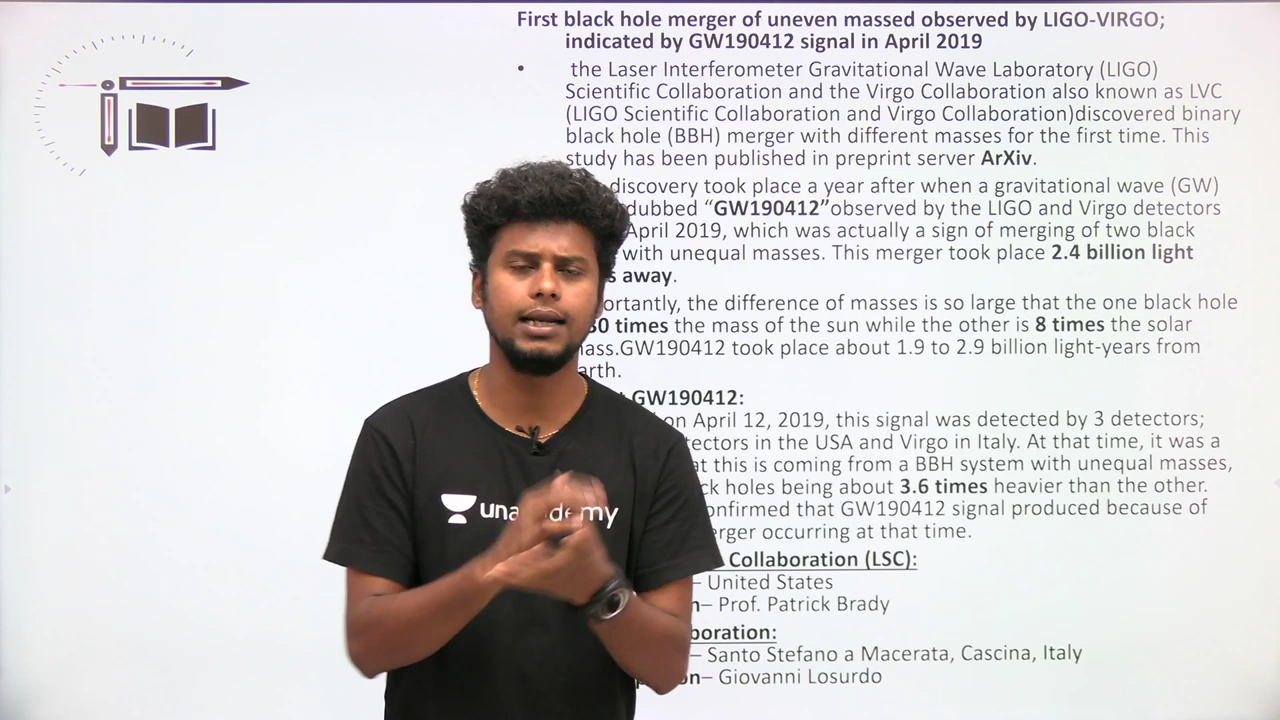 First black hole merger of uneven massed observed by LIGO-VIRGO;
indicated by GW190412 signal in April 2019
• the Laser Interferometer Gravitational Wave Laboratory (LIGO)
Scientific Collaboration and the Virgo Collaboration also known as LVC
(LIGO Scientific Collaboration and Virgo Collaboration)discovered binary
black hole (BBH) merger with different masses for the first time. This
study has been published in preprint server ArXiv.
discovery took place a year after when a gravitational wave (GW)
dubbed “GW190412”observed by the LIGO and Virgo detectors
April 2019, which was actually a sign of merging of two black
with unequal masses. This merger took place 2.4 billion light
away.
the difference of masses is so large that the one black hole
times the mass of the sun while the other is 8 times the solar
GW190412 took place about 1.9 to 2.9 billion light-years from
GW190412:
on April 12, 2019, this signal was detected by 3 detectors;
in the USA and Virgo in Italy. At that time, it was a
this is coming from a BBH system with unequal masses,
holes being about 3.6 times heavier than the other.
that GW190412 signal produced because of
occurring at that time.
Collaboration (LSC):
– United States
– Prof. Patrick Brady
– Santo Stefano a Macerata, Cascina, Italy
– Giovanni Losurdo